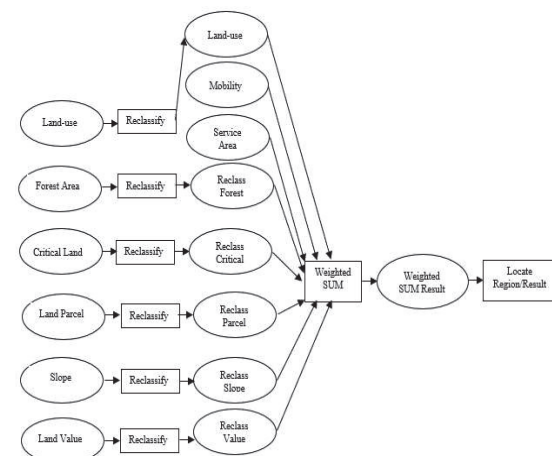 Land-use
Mobility
Service
Area
Land-use
Reclassify
Forest Area
Reclassify
Reclass
Forest
Critical Land
Reclassify
Reclass
Critical
Weighted
SUM
Weighted
SUM Result
Locate
Region/Result
Land Parcel
Reclassify
Reclass
Parcel
Slope
Reclassify
Reclass
Slope
Land Value
Reclassify
Reclass
Value